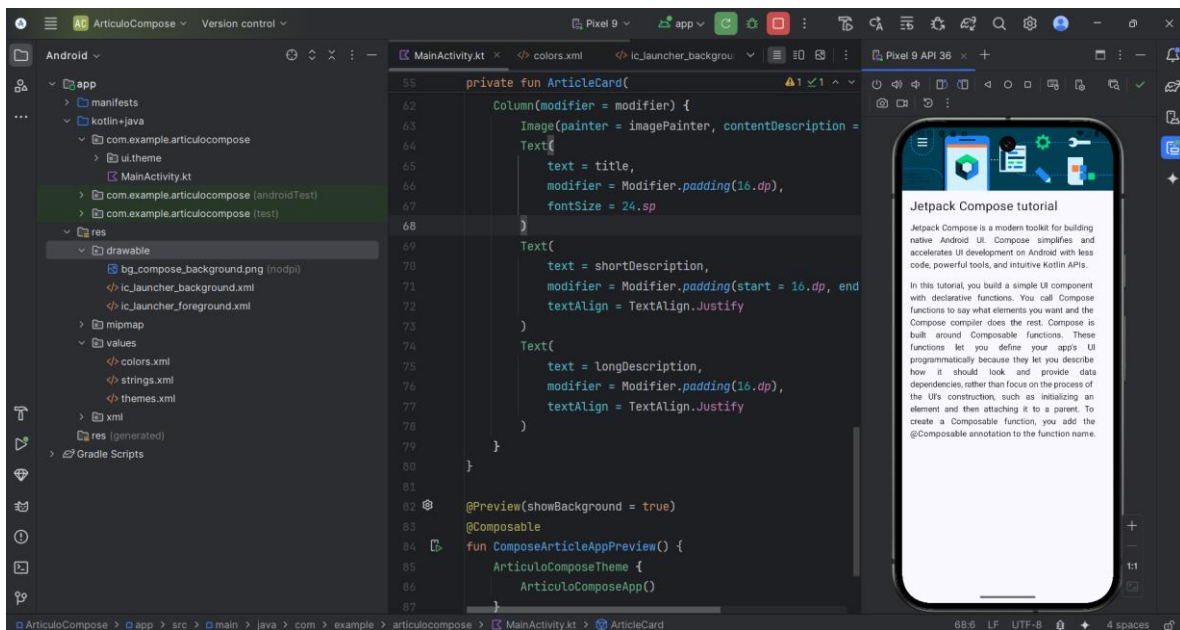 AC ArticuloCompose Version control Pixel 9 app
Android
app
manifests
kotlin+java
com.example.articulocompose
ui.theme
MainActivity.kt
com.example.articulocompose (androidTest)
com.example.articulocompose (test)
res
drawable
bg_compose_background.png (nodpi)
ic_launcher_background.xml
ic_launcher_foreground.xml
mipmap
values
colors.xml
strings.xml
themes.xml
xml
res (generated)
Gradle Scripts
MainActivity.kt colors.xml ic_launcher_backgrou
55 private fun ArticleCard( 1 1
62 Column(modifier = modifier) {
63 Image(painter = imagePainter, contentDescription =
64 Text(
65 text = title,
66 modifier = Modifier.padding(16.dp),
67 fontSize = 24.sp
68 )
69 Text(
70 text = shortDescription,
71 modifier = Modifier.padding(start = 16.dp, end
72 textAlign = TextAlign.Justify
73 )
74 Text(
75 text = longDescription,
76 modifier = Modifier.padding(16.dp),
77 textAlign = TextAlign.Justify
78 )
79 }
80 }
81
82 @Preview(showBackground = true)
83 @Composable
84 fun ComposeArticleAppPreview() {
85 ArticuloComposeTheme {
86 ArticuloComposeApp()
87 }
Pixel 9 API 36
Jetpack Compose tutorial
Jetpack Compose is a modern toolkit for building
native Android UI. Compose simplifies and
accelerates UI development on Android with less
code, powerful tools, and intuitive Kotlin APIs.
In this tutorial, you build a simple UI component
with declarative functions. You call Compose
functions to say what elements you want and the
Compose compiler does the rest. Compose is
built around Composable functions. These
functions let you define your app's UI
programmatically because they let you describe
how it should look and provide data
dependencies, rather than focus on the process of
the UI's construction, such as initializing an
element and then attaching it to a parent. To
create a Composable function, you add the
@Composable annotation to the function name.
1:1
ArticuloCompose > app > src > main > java > com > example > articulocompose > MainActivity.kt > ArticleCard 68:6 LF UTF-8 4 spaces